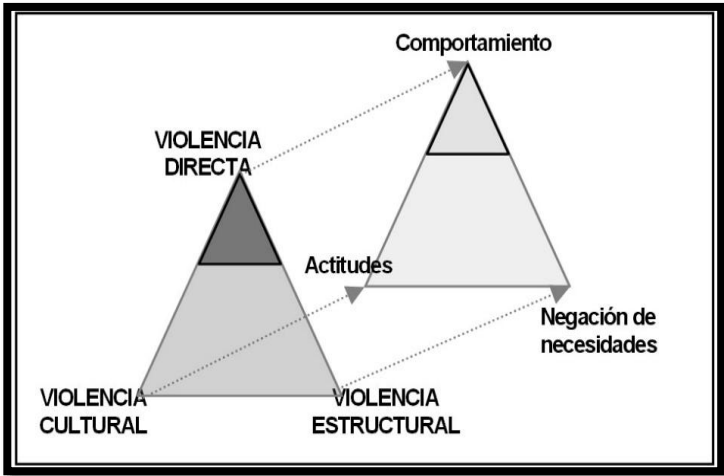 Comportamiento
VIOLENCIA
DIRECTA
Actitudes
Negación de
necesidades
VIOLENCIA
CULTURAL
VIOLENCIA
ESTRUCTURAL